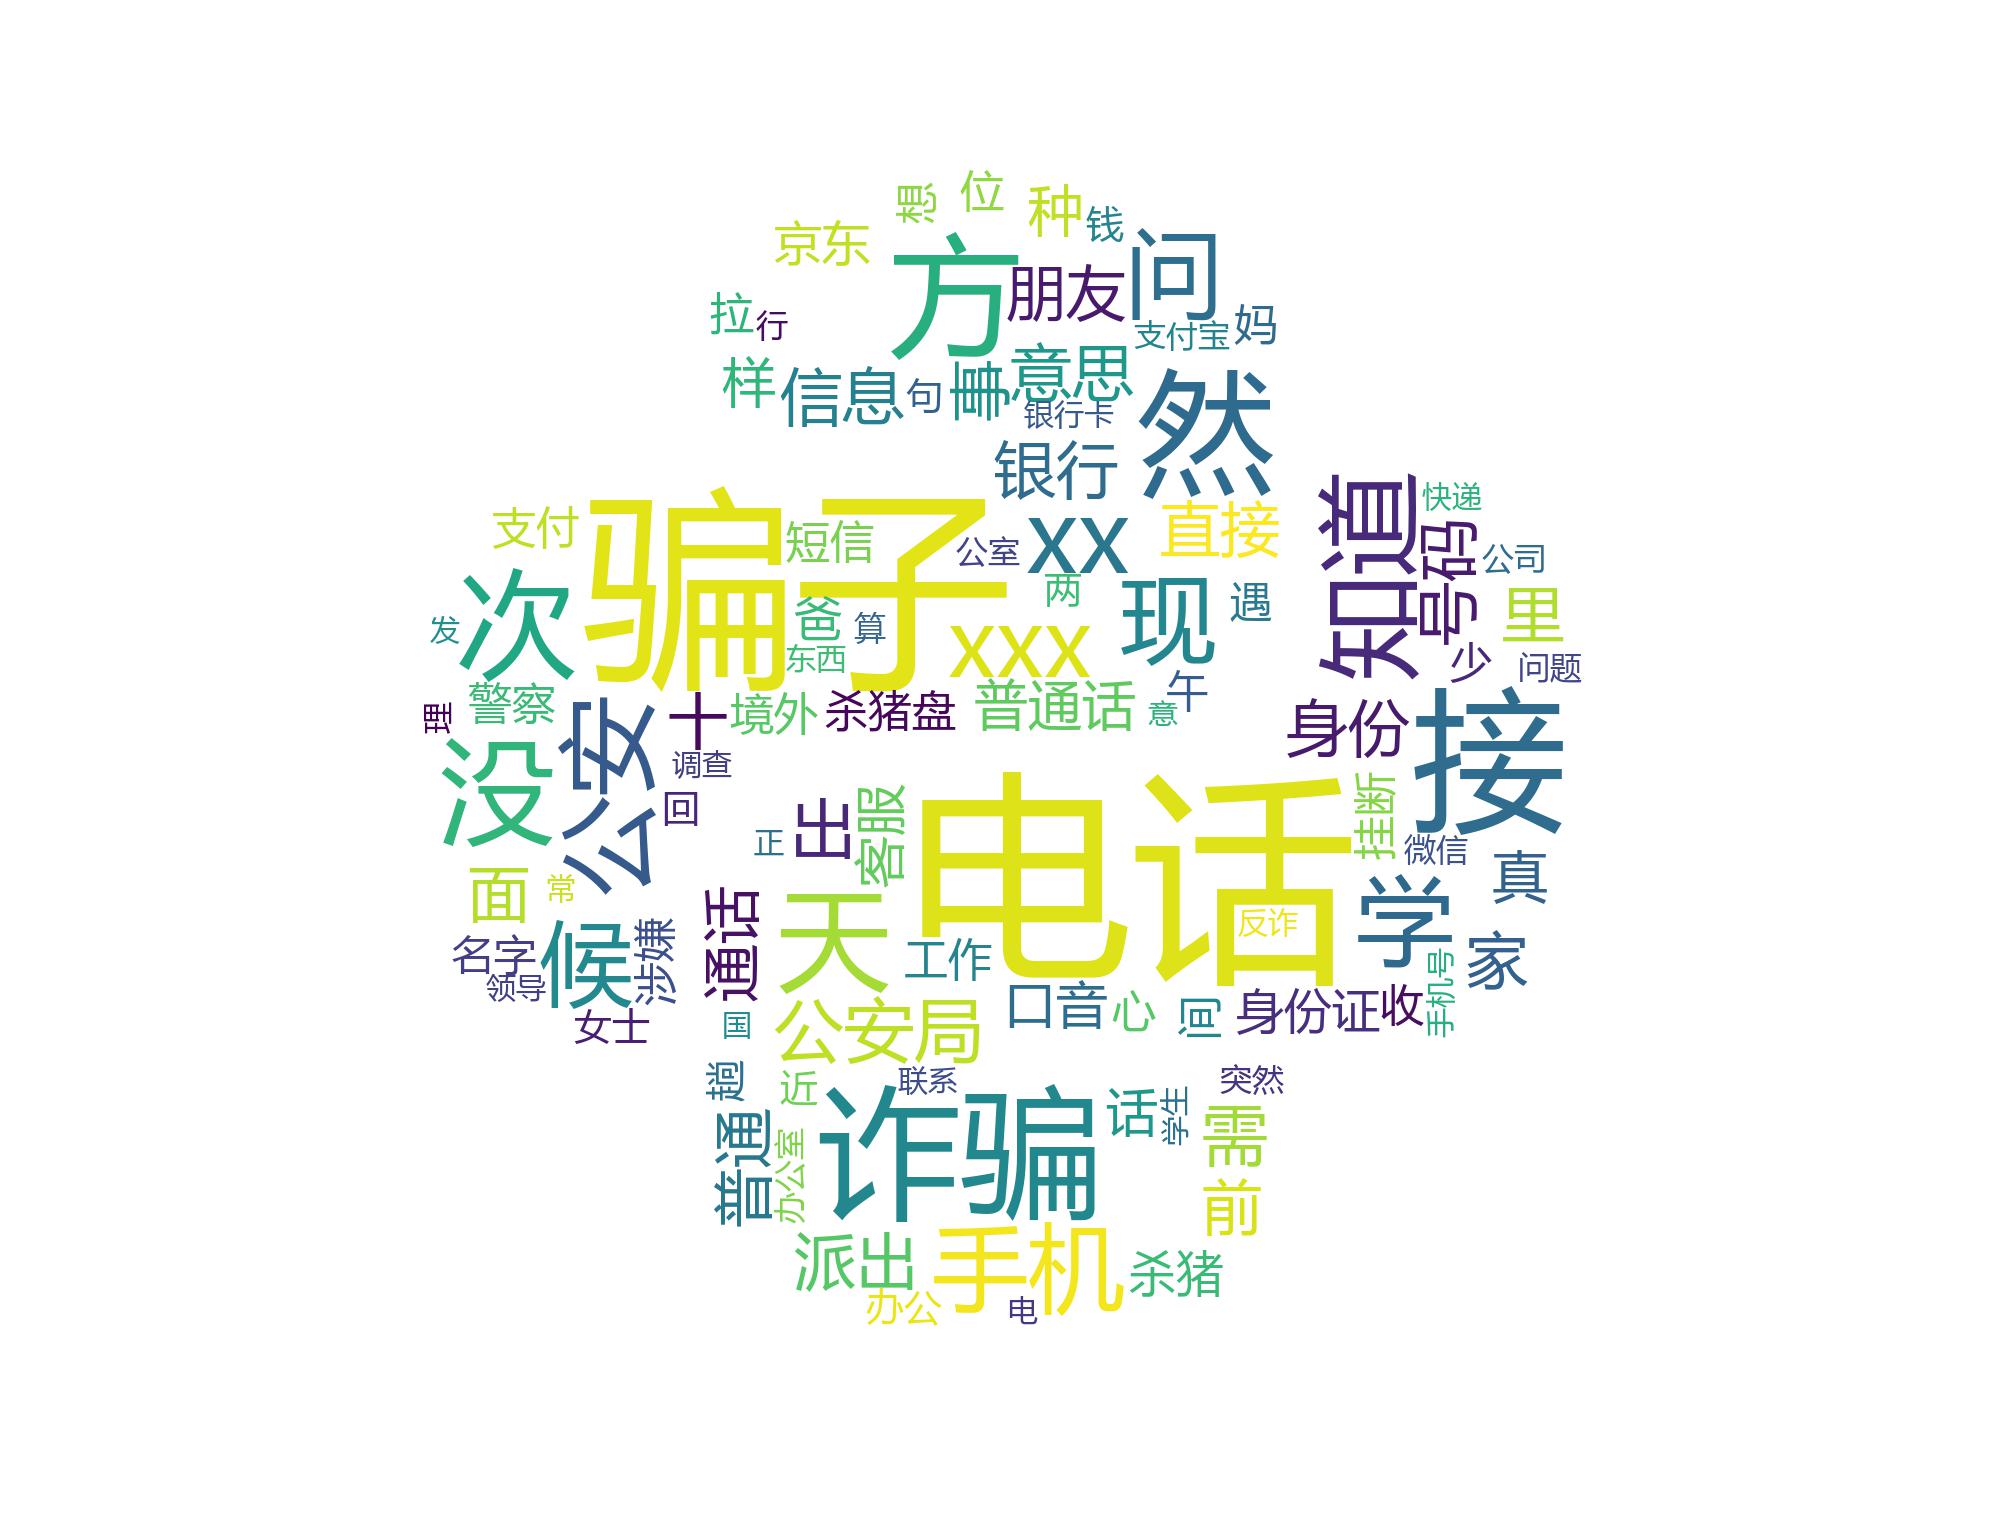 想
位
种
钱
京东
方
朋友
问
拉
行
支付宝
妈
样
信息
句
事
意思
银行卡
然
银行
知道
快递
支付
骗子
短信
公室
xx
直接
号码
公司
次
爸
算
两
现
遇
里
发
东西
xxx
少
问题
理
警察
公安
十
境外
杀猪盘
普通话
意
午
身份
接
没
调查
回
正
出
客服
电话
挂断
微信
真
面
常
通话
天
反诈
学
名字
候
涉嫌
工作
家
领导
女士
国
公安局
口音
心
间
身份证
收
手机号
趟
近
联系
突然
诈骗
话
学生
需
普通
办公室
前
派出
手机
杀猪
办公
电